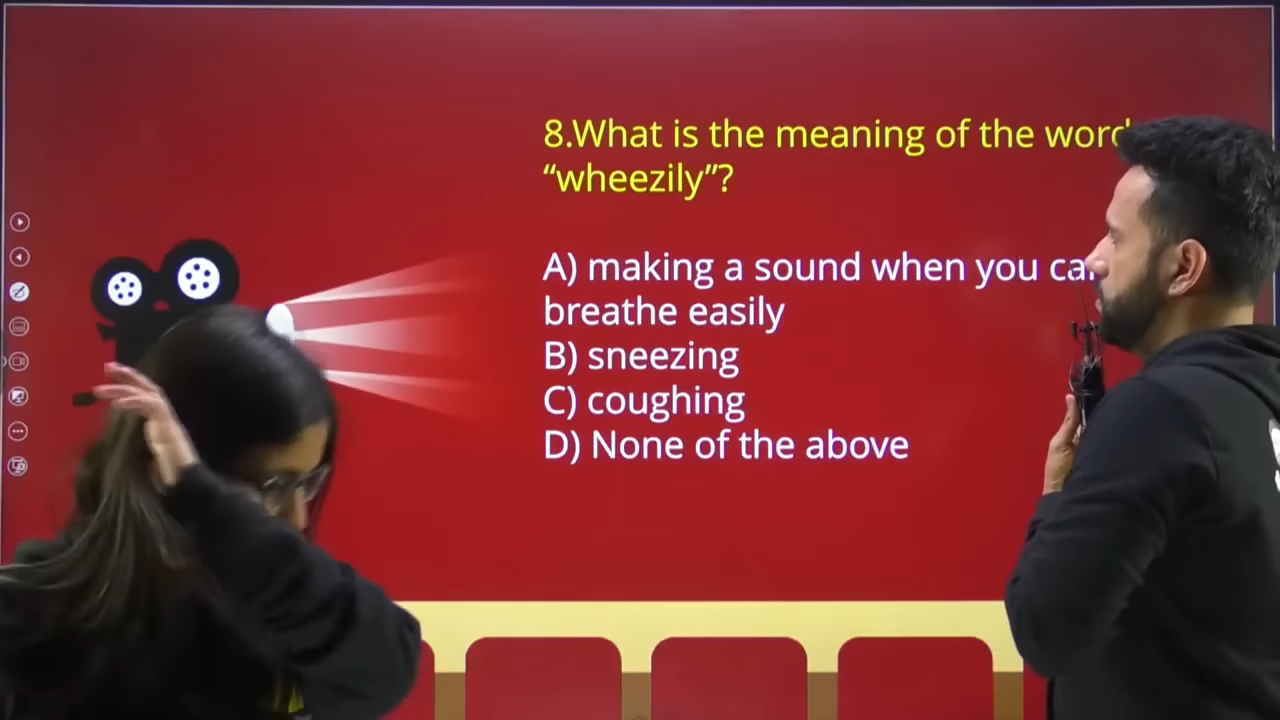 8.What is the meaning of the word
“wheezily”?
A) making a sound when you
breathe easily
B) sneezing
C) coughing
D) None of the above